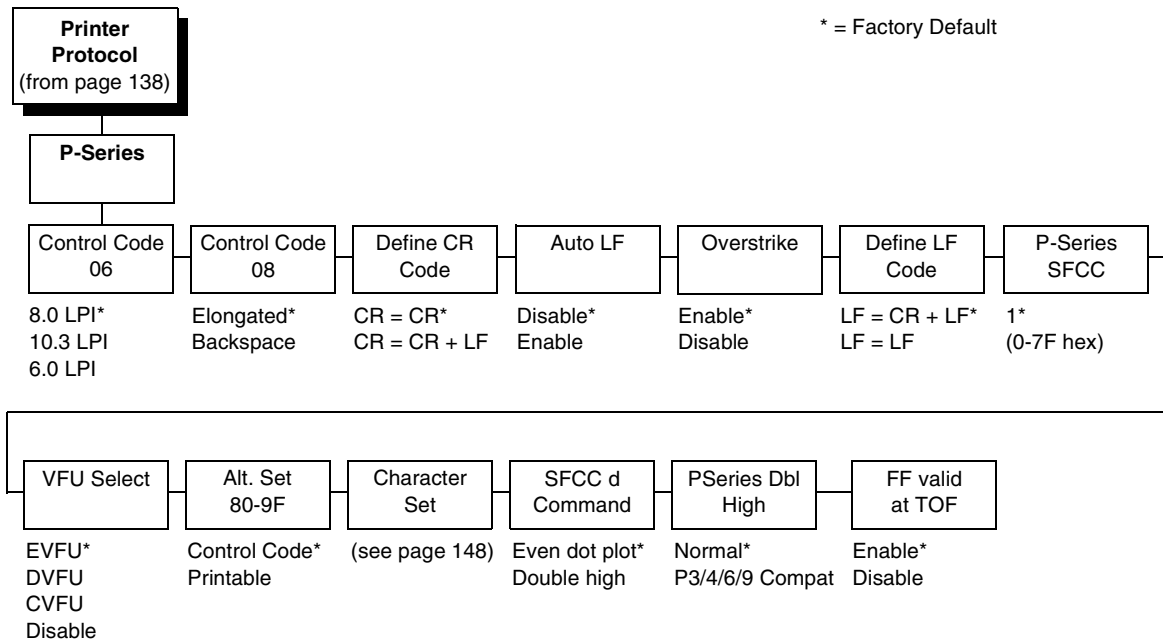 Printer
Protocol
(from page 138)
* = Factory Default
P-Series
Control Code
06
8.0 LPI*
10.3 LPI
6.0 LPI
Control Code
08
Elongated*
Backspace
Define CR
Code
CR = CR*
CR = CR + LF
Auto LF
Disable*
Enable
Overstrike
Enable*
Disable
Define LF
Code
LF = CR + LF*
LF = LF
P-Series
SFCC
1*
(0-7F hex)
VFU Select
EVFU*
DVFU
CVFU
Disable
Alt. Set
80-9F
Control Code*
Printable
Character
Set
(see page 148)
SFCC d
Command
Even dot plot*
Double high
PSeries Dbl
High
Normal*
P3/4/6/9 Compat
FF valid
at TOF
Enable*
Disable